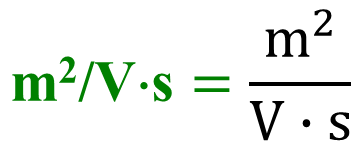 m²/V·s = m² / V · s